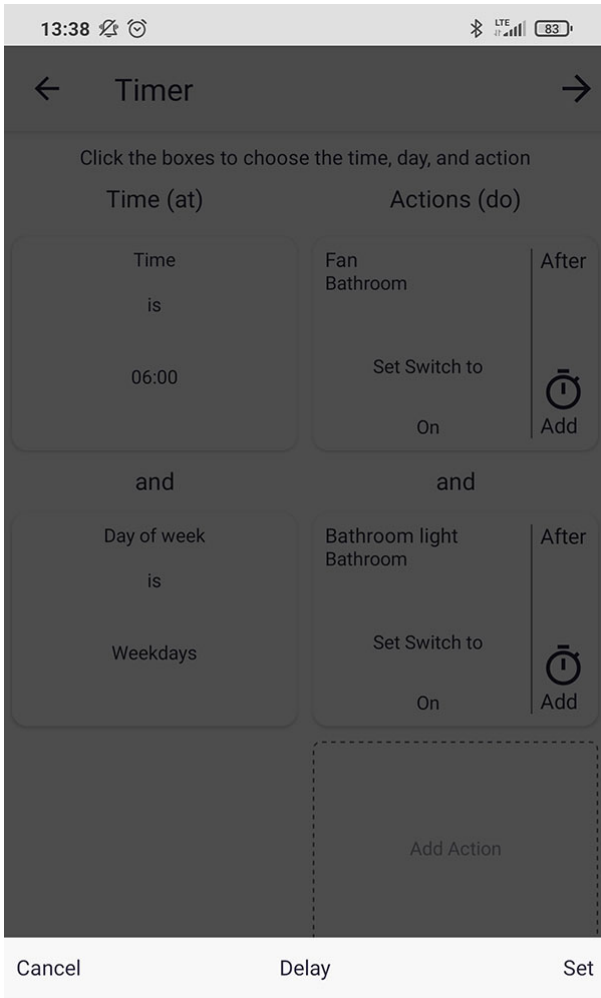 13:38 LTE 83
Timer
Click the boxes to choose the time, day, and action
Time (at)
Actions (do)
Time
is
06:00
Fan
Bathroom
Set Switch to
On
After
Add
and
and
Day of week
is
Weekdays
Bathroom light
Bathroom
Set Switch to
On
After
Add
Add Action
Cancel Delay Set